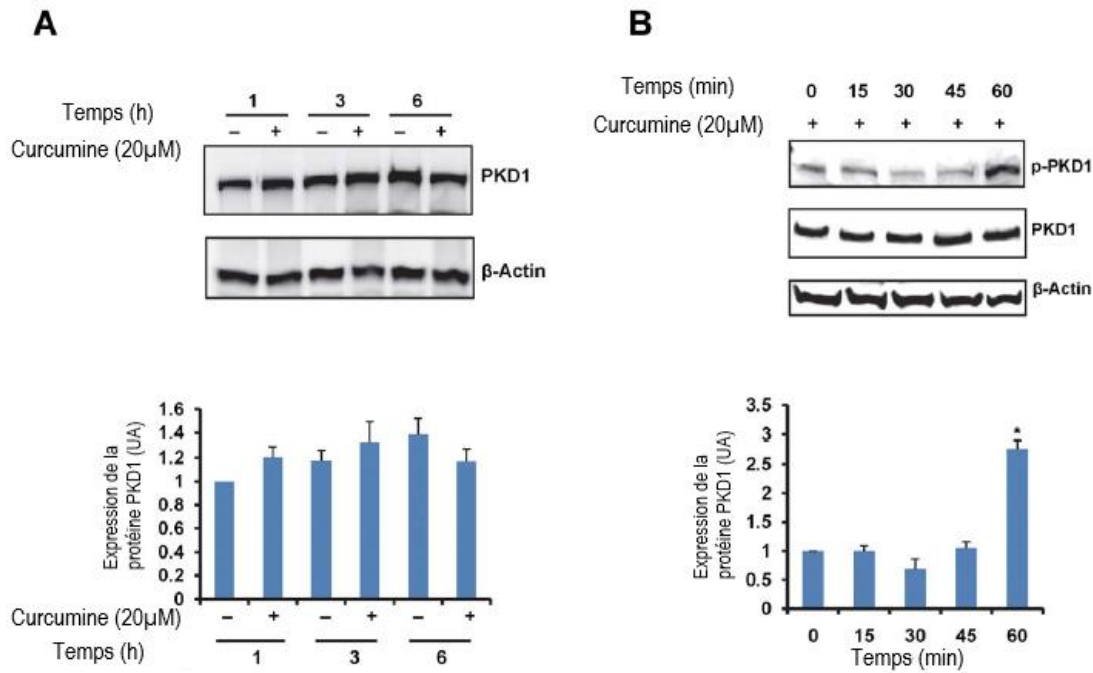 A
Temps (h)
1 3 6
Curcumine (20µM)
– + – + – +
PKD1
β-Actin
Expression de la
protéine PKD1 (UA)
1.6
1.4
1.2
1
0.8
0.6
0.4
0.2
0
Curcumine (20µM)
– + – + – +
Temps (h)
1 3 6
B
Temps (min)
0 15 30 45 60
Curcumine (20µM)
+ + + + +
p-PKD1
PKD1
β-Actin
Expression de la
protéine PKD1 (UA)
3.5
3
2.5
2
1.5
1
0.5
0
*
0 15 30 45 60
Temps (min)